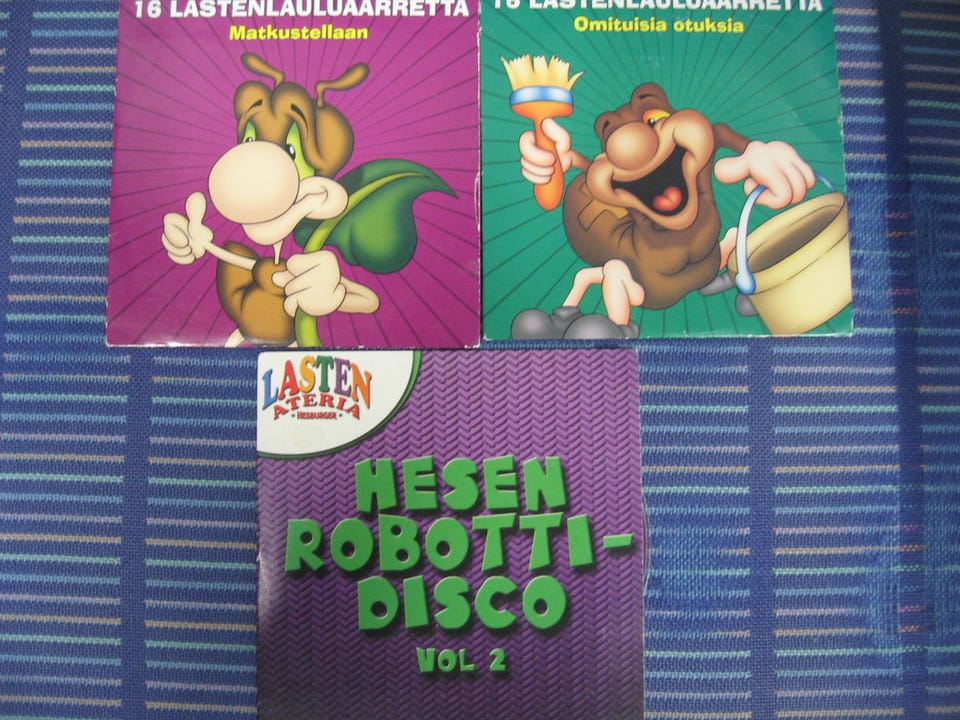 16 LASTENLAULUAARRETTA
Matkustellaan
16 LASTENLAULUAARRETTA
Omituisia otuksia
LASTEN
ATERIA
HESBURGER
HESEN
ROBOTTI-
DISCO
VOL 2